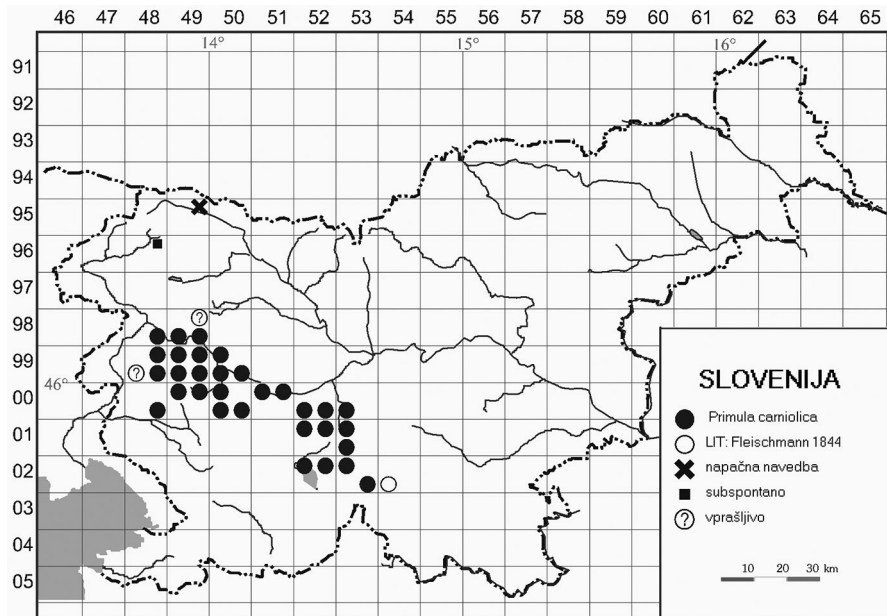 46 47 48 49 50 51 52 53 54 55 56 57 58 59 60 61 62 63 64 65
14° 15° 16°
91
92
93
94
95
96
97
98
99
46°
00
01
02
03
04
05
?
?
SLOVENIJA
Primula carniolica
LIT: Fleischmann 1844
napačna navedba
subspontano
? vprašljivo
10 20 30 km